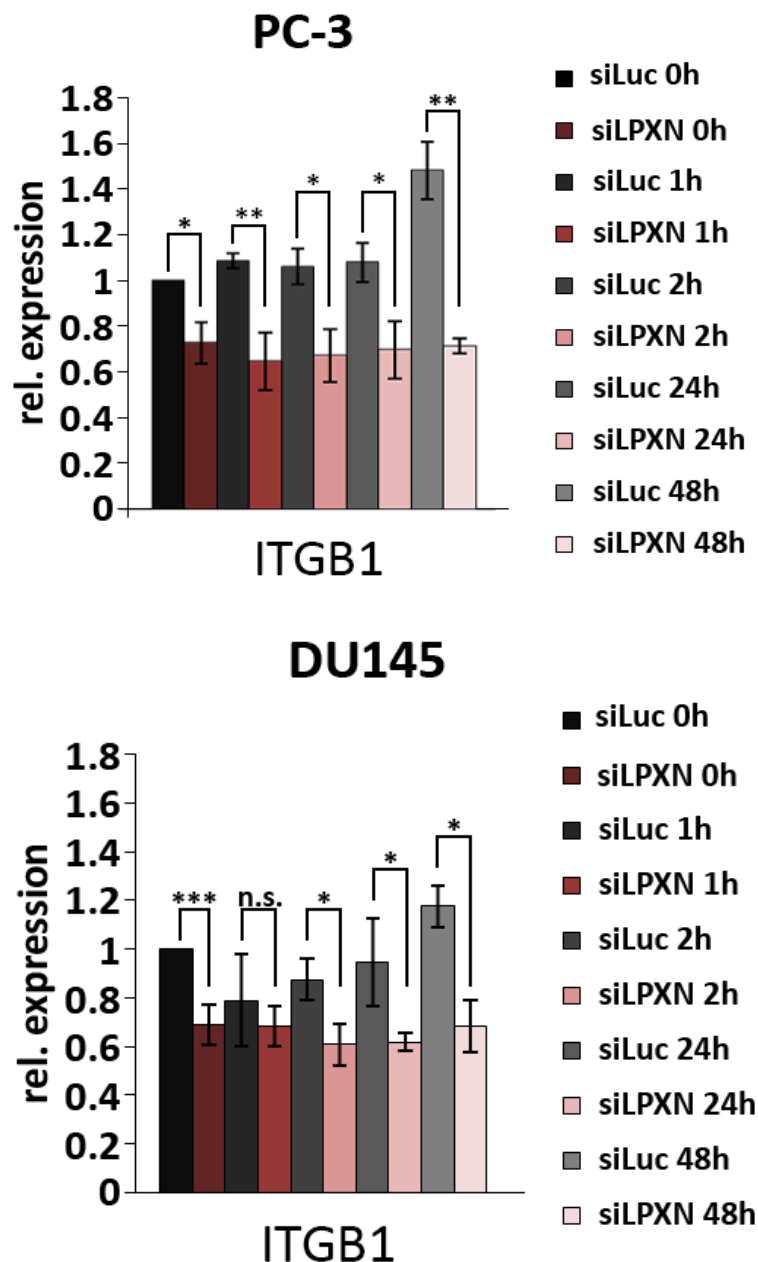 PC-3
rel. expression
1.8
1.6
1.4
1.2
1
0.8
0.6
0.4
0.2
0
*
**
*
*
**
ITGB1
siLuc 0h
siLPXN 0h
siLuc 1h
siLPXN 1h
siLuc 2h
siLPXN 2h
siLuc 24h
siLPXN 24h
siLuc 48h
siLPXN 48h
DU145
rel. expression
1.8
1.6
1.4
1.2
1
0.8
0.6
0.4
0.2
0
***
n.s.
*
*
*
ITGB1
siLuc 0h
siLPXN 0h
siLuc 1h
siLPXN 1h
siLuc 2h
siLPXN 2h
siLuc 24h
siLPXN 24h
siLuc 48h
siLPXN 48h